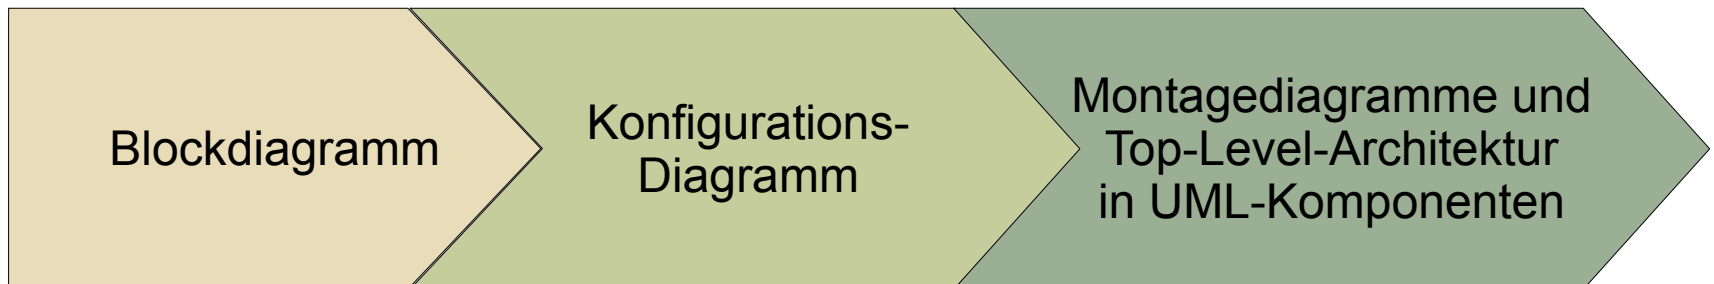 Blockdiagramm
Konfigurations-
Diagramm
Montagediagramme und
Top-Level-Architektur
in UML-Komponenten